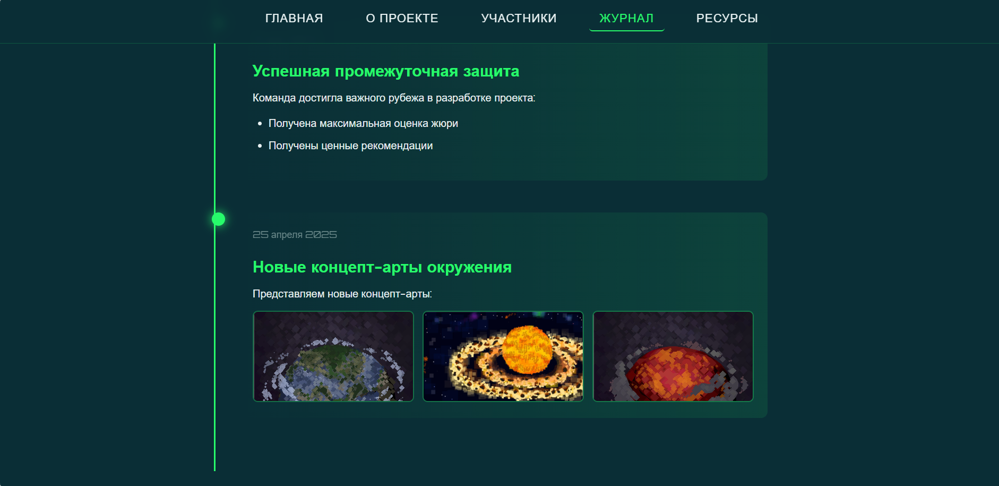 ГЛАВНАЯ О ПРОЕКТЕ УЧАСТНИКИ ЖУРНАЛ РЕСУРСЫ
Успешная промежуточная защита
Команда достигла важного рубежа в разработке проекта:
• Получена максимальная оценка жюри
• Получены ценные рекомендации
25 апреля 2025
Новые концепт-арты окружения
Представляем новые концепт-арты: